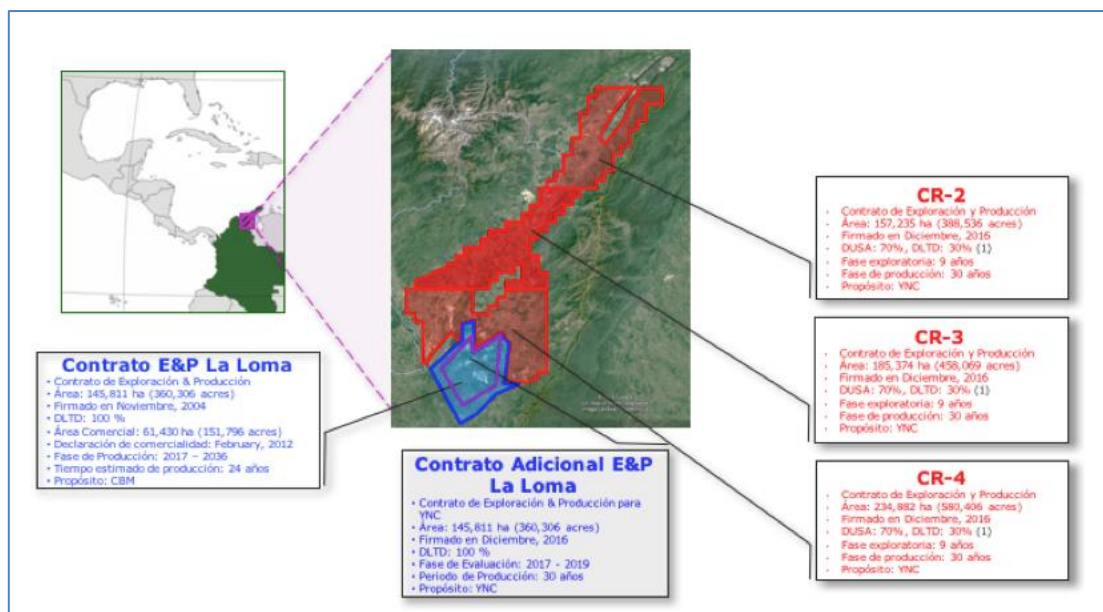 CR-2
- Contrato de Exploración y Producción
- Área: 157,235 ha (388,536 acres)
- Firmado en Diciembre, 2016
- DUSA: 70%, DLTD: 30% (1)
- Fase exploratoria: 9 años
- Fase de producción: 30 años
- Propósito: YNC
CR-3
- Contrato de Exploración y Producción
- Área: 185,374 ha (458,069 acres)
- Firmado en Diciembre, 2016
- DUSA: 70%, DLTD: 30% (1)
- Fase exploratoria: 9 años
- Fase de producción: 30 años
- Propósito: YNC
Contrato E&P La Loma
• Contrato de Exploración & Producción
• Área: 145,811 ha (360,306 acres)
• Firmado en Noviembre, 2004
• DLTD: 100 %
• Área Comercial: 61,430 ha (151,796 acres)
• Declaración de comercialidad: February, 2012
• Fase de Producción: 2017 – 2036
• Tiempo estimado de producción: 24 años
• Propósito: CBM
Contrato Adicional E&P
La Loma
• Contrato de Exploración & Producción para
YNC
• Área: 145,811 ha (360,306 acres)
• Firmado en Diciembre, 2016
• DLTD: 100 %
• Fase de Evaluación: 2017 - 2019
• Periodo de Producción: 30 años
• Propósito: YNC
CR-4
- Contrato de Exploración y Producción
- Área: 234,882 ha (580,406 acres)
- Firmado en Diciembre, 2016
- DUSA: 70%, DLTD: 30% (1)
- Fase exploratoria: 9 años
- Fase de producción: 30 años
- Propósito: YNC